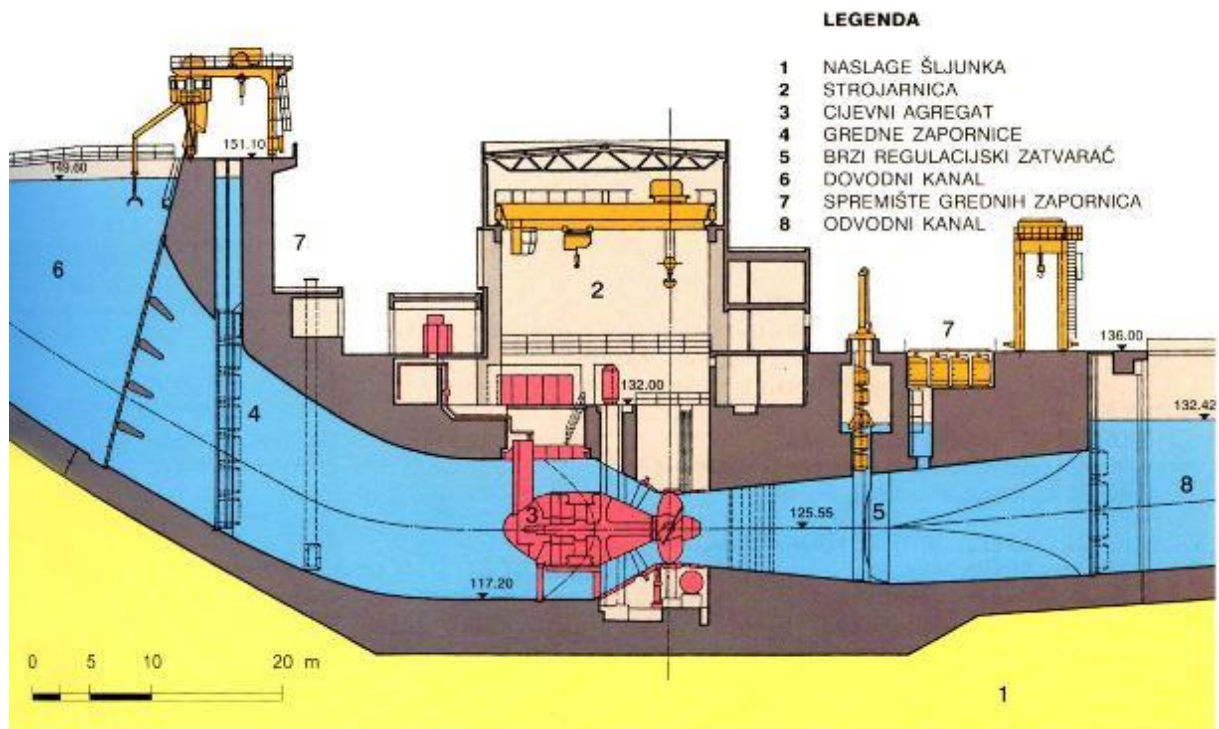 LEGENDA
1 NASLAGE ŠLJUNKA
2 STROJARNICA
3 CIJEVNI AGREGAT
4 GREDNE ZAPORNICE
5 BRZI REGULACIJSKI ZATVARAČ
6 DOVODNI KANAL
7 SPREMIŠTE GREDNIH ZAPORNICA
8 ODVODNI KANAL
151.10
149.60
7
6
2
7
136.00
132.00
132.42
4
3
125.55
5
8
117.20
0 5 10 20 m
1